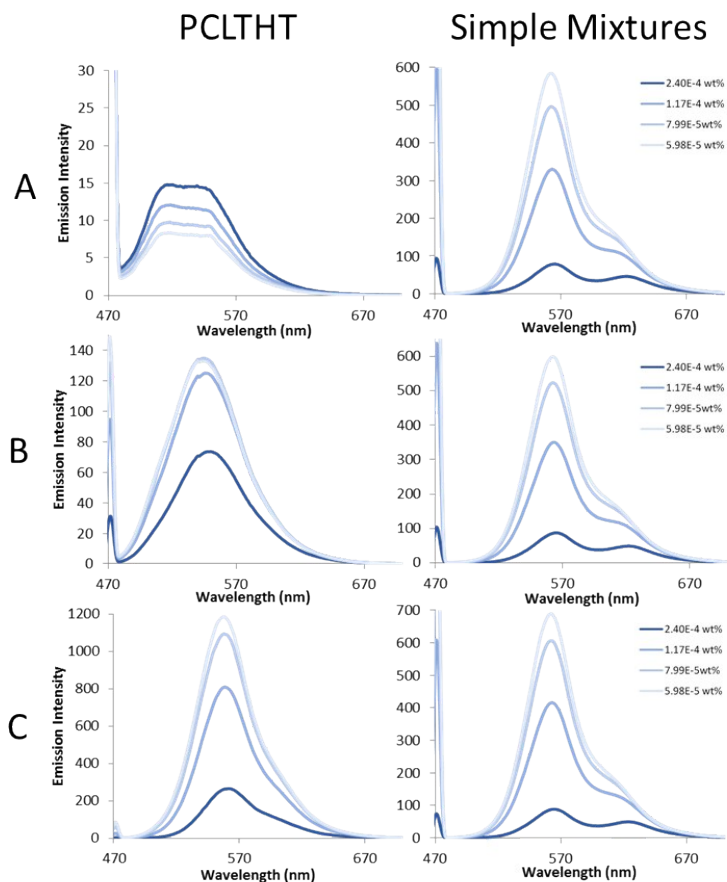 PCLTHT
Simple Mixtures
A
30
25
20
15
10
5
0
Emission Intensity
470
570
670
Wavelength (nm)
600
500
400
300
200
100
0
Emission Intensity
470
570
670
Wavelength (nm)
2.40E-4 wt%
1.17E-4 wt%
7.99E-5wt%
5.98E-5 wt%
B
140
120
100
80
60
40
20
0
Emission Intensity
470
570
670
Wavelength (nm)
600
500
400
300
200
100
0
Emission Intensity
470
570
670
Wavelength (nm)
2.40E-4 wt%
1.17E-4 wt%
7.99E-5wt%
5.98E-5 wt%
C
1200
1000
800
600
400
200
0
Emission Intensity
470
570
670
Wavelength (nm)
700
600
500
400
300
200
100
0
Emission Intensity
470
570
670
Wavelength (nm)
2.40E-4 wt%
1.17E-4 wt%
7.99E-5wt%
5.98E-5 wt%